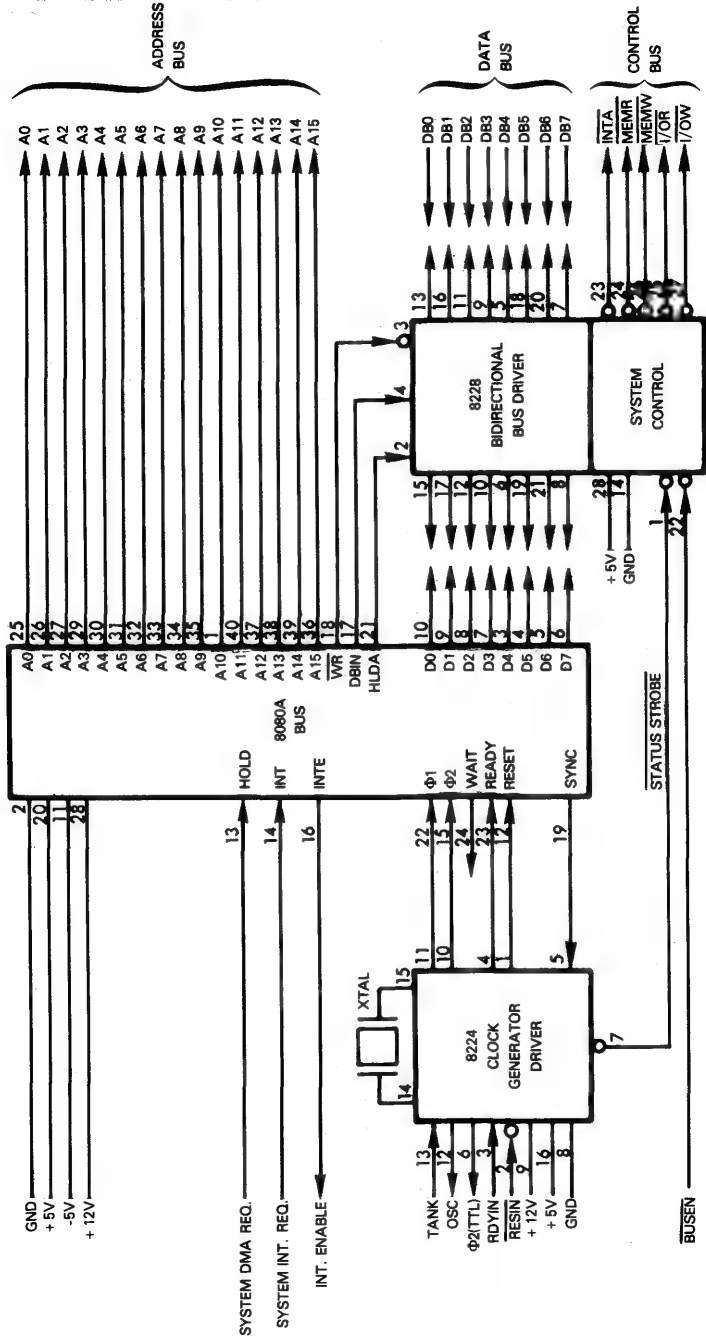 ADDRESS
BUS
A0
A1
A2
A3
A4
A5
A6
A7
A8
A9
A10
A11
A12
A13
A14
A15
DATA
BUS
DB0
DB1
DB2
DB3
DB4
DB5
DB6
DB7
CONTROL
BUS
INTA
MEMR
MEMW
I/OR
I/OW
25 A0
26 A1
27 A2
29 A3
30 A4
31 A5
32 A6
33 A7
34 A8
35 A9
1 A10
40 A11
37 A12
38 A13
39 A14
36 A15
18 WR
17 DBIN
21 HLDA
10 D0
9 D1
8 D2
7 D3
3 D4
4 D5
5 D6
6 D7
8080A
BUS
GND 2
+5V 20
-5V 11
+12V 28
SYSTEM DMA REQ. 13 HOLD
SYSTEM INT. REQ. 14 INT
INT. ENABLE 16 INTE
22 Φ1
15 Φ2
24 WAIT
23 READY
12 RESET
19 SYNC
8228
BIDIRECTIONAL
BUS DRIVER
3
4
2
13
16
11
9
5
18
20
7
15
17
12
10
6
19
21
8
SYSTEM
CONTROL
23
24
+5V 28
GND 14
1
22
STATUS STROBE
BUSEN
XTAL
14
15
8224
CLOCK
GENERATOR
DRIVER
11
10
4
1
5
7
TANK 13
OSC 12
Φ2(TTL) 6
RDYIN 3
RESIN 2
+12V 9
+5V 16
GND 8